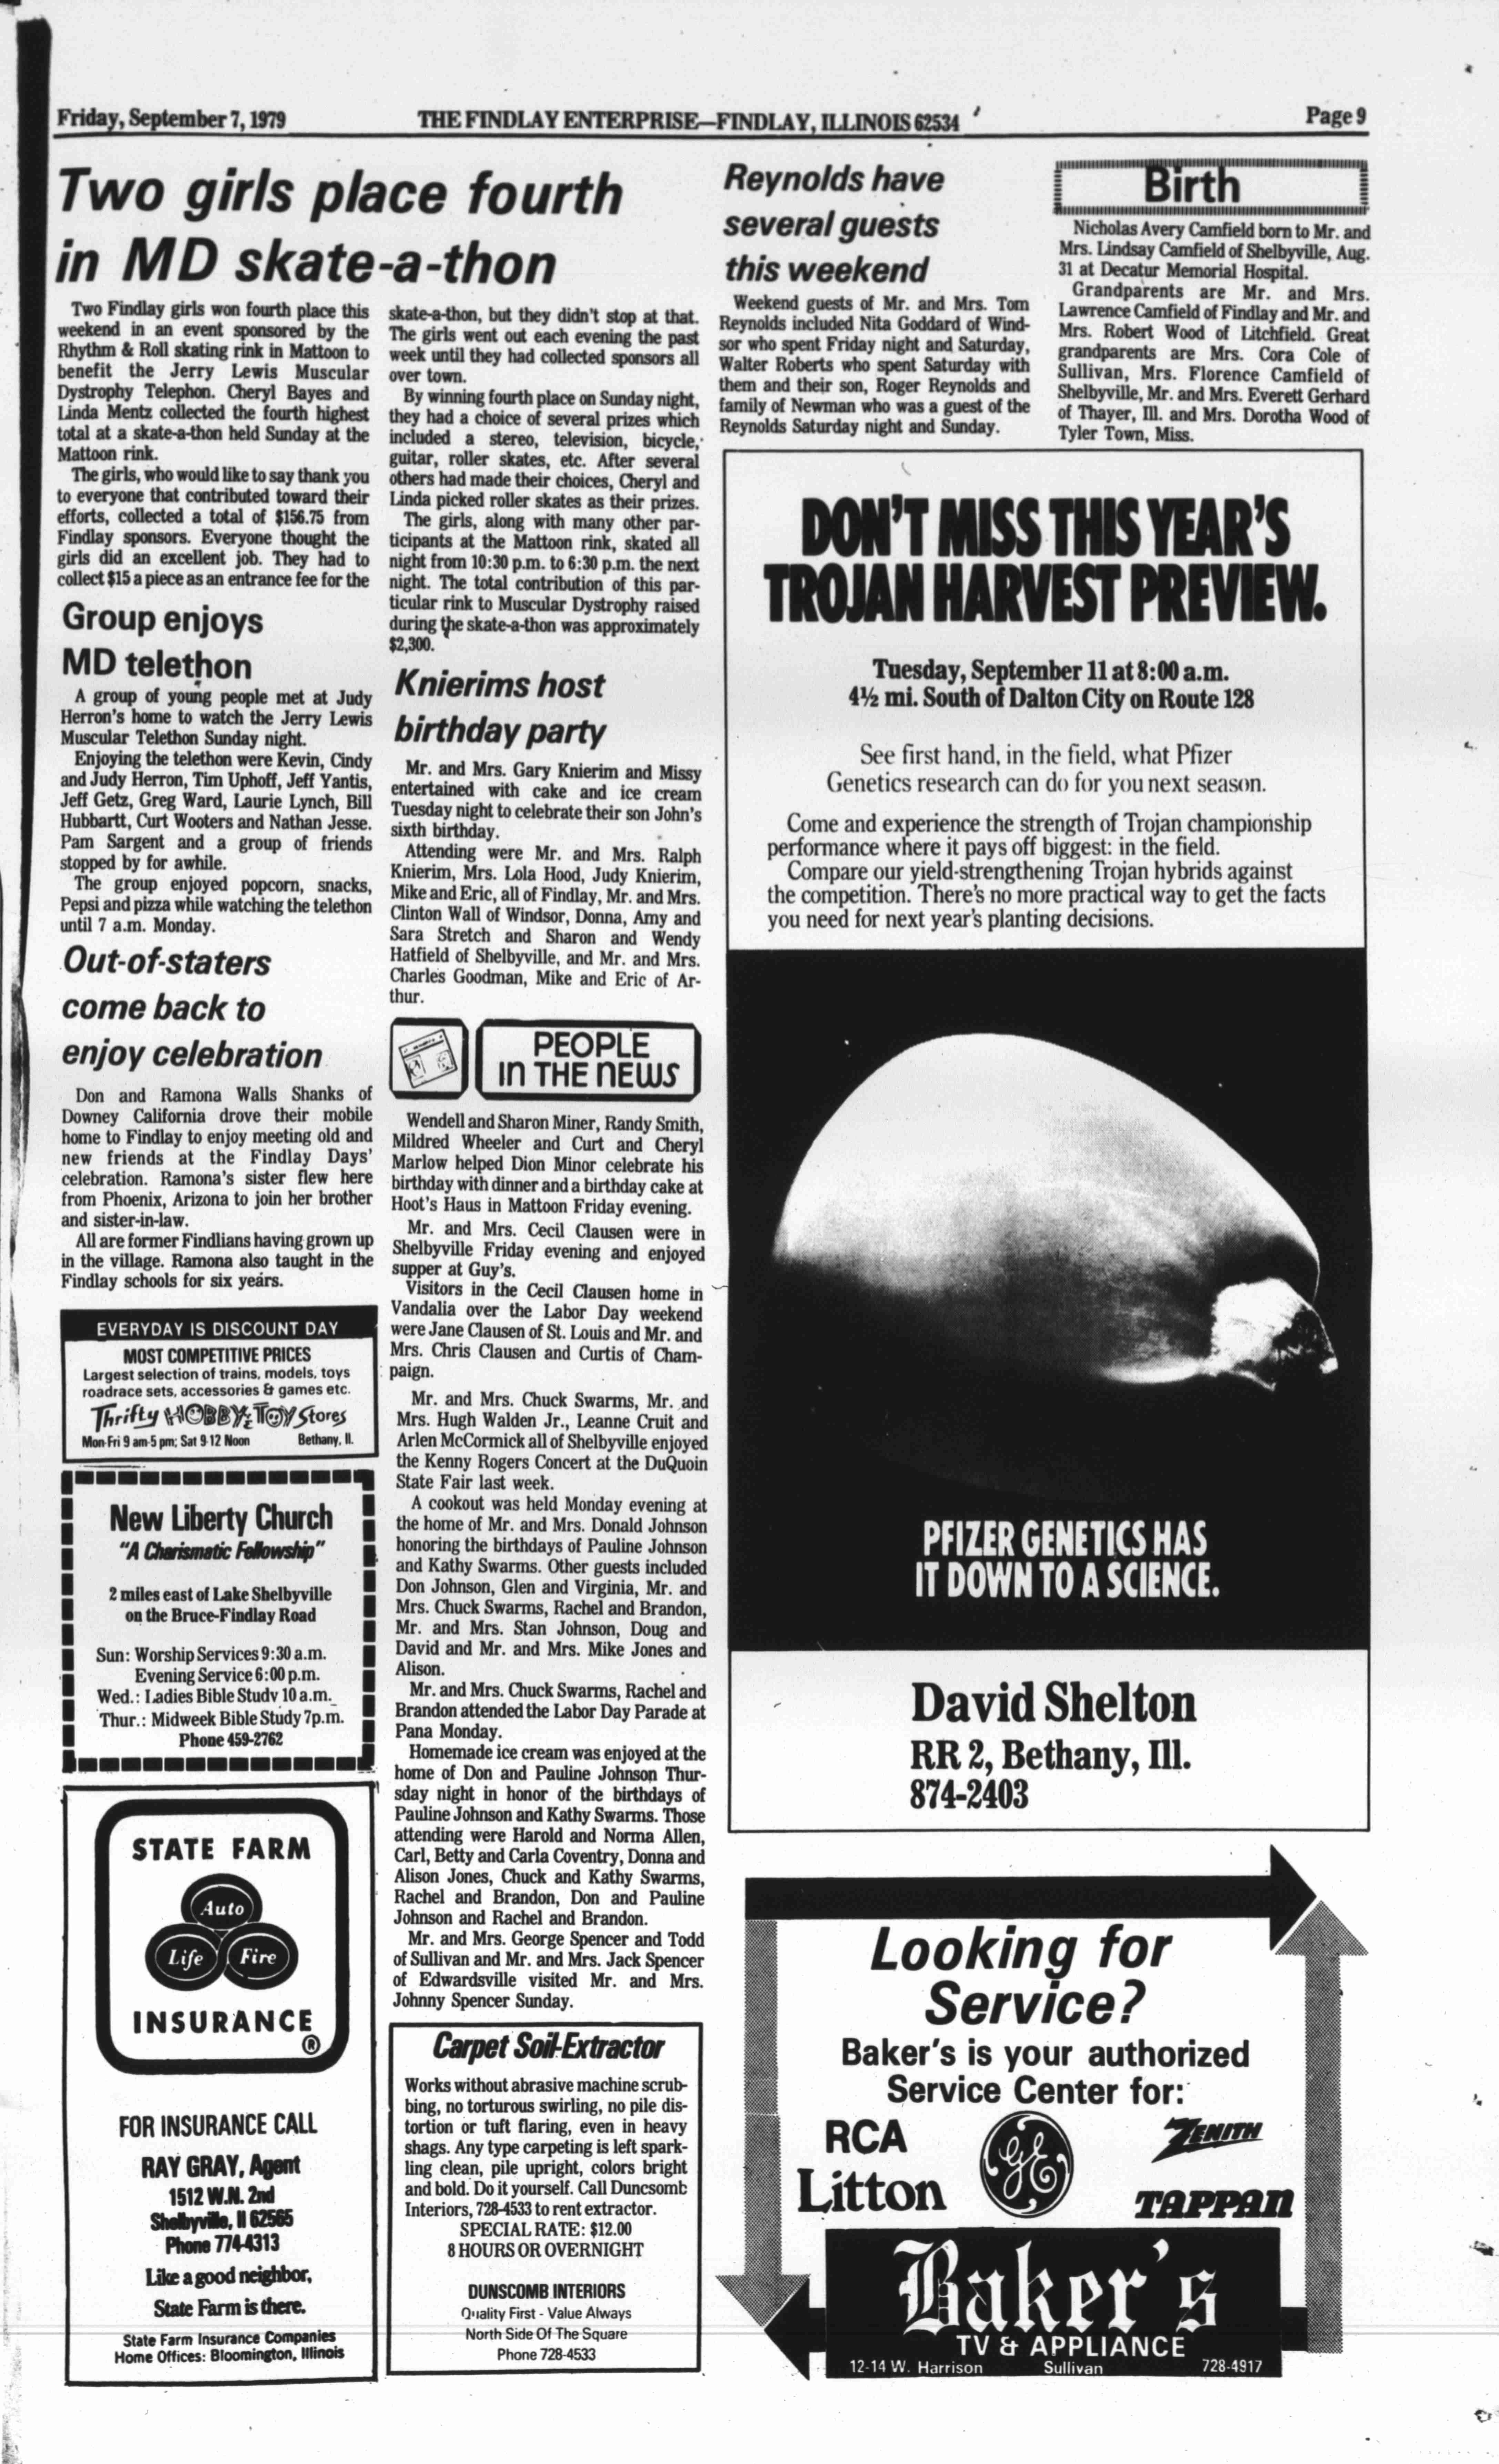 Friday, September 7, 1979
THE FINDLAY ENTERPRISE—FINDLAY, ILLINOIS 62534
Page 9
Two girls place fourth
in MD skate-a-thon
Two Findlay girls won fourth place this
weekend in an event sponsored by the
Rhythm & Roll skating rink in Mattoon to
benefit the Jerry Lewis Muscular
Dystrophy Telephon. Cheryl Bayes and
Linda Mentz collected the fourth highest
total at a skate-a-thon held Sunday at the
Mattoon rink.
The girls, who would like to say thank you
to everyone that contributed toward their
efforts, collected a total of $156.75 from
Findlay sponsors. Everyone thought the
girls did an excellent job. They had to
collect $15 a piece as an entrance fee for the
skate-a-thon, but they didn't stop at that.
The girls went out each evening the past
week until they had collected sponsors all
over town.
By winning fourth place on Sunday night,
they had a choice of several prizes which
included a stereo, television, bicycle,
guitar, roller skates, etc. After several
others had made their choices, Cheryl and
Linda picked roller skates as their prizes.
The girls, along with many other par-
ticipants at the Mattoon rink, skated all
night from 10:30 p.m. to 6:30 p.m. the next
night. The total contribution of this par-
ticular rink to Muscular Dystrophy raised
during the skate-a-thon was approximately
$2,300.
Group enjoys
MD telethon
A group of young people met at Judy
Herron's home to watch the Jerry Lewis
Muscular Telethon Sunday night.
Enjoying the telethon were Kevin, Cindy
and Judy Herron, Tim Uphoff, Jeff Yantis,
Jeff Getz, Greg Ward, Laurie Lynch, Bill
Hubbartt, Curt Wooters and Nathan Jesse.
Pam Sargent and a group of friends
stopped by for awhile.
The group enjoyed popcorn, snacks,
Pepsi and pizza while watching the telethon
until 7 a.m. Monday.
Out-of-staters
come back to
enjoy celebration
Don and Ramona Walls Shanks of
Downey California drove their mobile
home to Findlay to enjoy meeting old and
new friends at the Findlay Days'
celebration. Ramona's sister flew here
from Phoenix, Arizona to join her brother
and sister-in-law.
All are former Findlians having grown up
in the village. Ramona also taught in the
Findlay schools for six years.
EVERYDAY IS DISCOUNT DAY
MOST COMPETITIVE PRICES
Largest selection of trains, models, toys
roadrace sets, accessories & games etc.
Thrifty HOBBY & TOY Stores
Mon-Fri 9 am-5 pm; Sat 9-12 Noon Bethany, Il.
New Liberty Church
"A Charismatic Fellowship"
2 miles east of Lake Shelbyville
on the Bruce-Findlay Road
Sun: Worship Services 9:30 a.m.
Evening Service 6:00 p.m.
Wed.: Ladies Bible Study 10 a.m.
Thur.: Midweek Bible Study 7p.m.
Phone 459-2762
STATE FARM
Auto
Life Fire
INSURANCE
®
FOR INSURANCE CALL
RAY GRAY, Agent
1512 W.N. 2nd
Shelbyville, Il 62565
Phone 774-4313
Like a good neighbor,
State Farm is there.
State Farm Insurance Companies
Home Offices: Bloomington, Illinois
Knierims host
birthday party
Mr. and Mrs. Gary Knierim and Missy
entertained with cake and ice cream
Tuesday night to celebrate their son John's
sixth birthday.
Attending were Mr. and Mrs. Ralph
Knierim, Mrs. Lola Hood, Judy Knierim,
Mike and Eric, all of Findlay, Mr. and Mrs.
Clinton Wall of Windsor, Donna, Amy and
Sara Stretch and Sharon and Wendy
Hatfield of Shelbyville, and Mr. and Mrs.
Charles Goodman, Mike and Eric of Ar-
thur.
PEOPLE
IN THE NEWS
Wendell and Sharon Miner, Randy Smith,
Mildred Wheeler and Curt and Cheryl
Marlow helped Dion Minor celebrate his
birthday with dinner and a birthday cake at
Hoot's Haus in Mattoon Friday evening.
Mr. and Mrs. Cecil Clausen were in
Shelbyville Friday evening and enjoyed
supper at Guy's.
Visitors in the Cecil Clausen home in
Vandalia over the Labor Day weekend
were Jane Clausen of St. Louis and Mr. and
Mrs. Chris Clausen and Curtis of Cham-
paign.
Mr. and Mrs. Chuck Swarms, Mr. and
Mrs. Hugh Walden Jr., Leanne Cruit and
Arlen McCormick all of Shelbyville enjoyed
the Kenny Rogers Concert at the DuQuoin
State Fair last week.
A cookout was held Monday evening at
the home of Mr. and Mrs. Donald Johnson
honoring the birthdays of Pauline Johnson
and Kathy Swarms. Other guests included
Don Johnson, Glen and Virginia, Mr. and
Mrs. Chuck Swarms, Rachel and Brandon,
Mr. and Mrs. Stan Johnson, Doug and
David and Mr. and Mrs. Mike Jones and
Alison.
Mr. and Mrs. Chuck Swarms, Rachel and
Brandon attended the Labor Day Parade at
Pana Monday.
Homemade ice cream was enjoyed at the
home of Don and Pauline Johnson Thur-
sday night in honor of the birthdays of
Pauline Johnson and Kathy Swarms. Those
attending were Harold and Norma Allen,
Carl, Betty and Carla Coventry, Donna and
Alison Jones, Chuck and Kathy Swarms,
Rachel and Brandon, Don and Pauline
Johnson and Rachel and Brandon.
Mr. and Mrs. George Spencer and Todd
of Sullivan and Mr. and Mrs. Jack Spencer
of Edwardsville visited Mr. and Mrs.
Johnny Spencer Sunday.
Carpet Soil-Extractor
Works without abrasive machine scrub-
bing, no torturous swirling, no pile dis-
tortion or tuft flaring, even in heavy
shags. Any type carpeting is left spark-
ling clean, pile upright, colors bright
and bold. Do it yourself. Call Duncsomb
Interiors, 728-4533 to rent extractor.
SPECIAL RATE: $12.00
8 HOURS OR OVERNIGHT
DUNSCOMB INTERIORS
Quality First - Value Always
North Side Of The Square
Phone 728-4533
Reynolds have
several guests
this weekend
Weekend guests of Mr. and Mrs. Tom
Reynolds included Nita Goddard of Wind-
sor who spent Friday night and Saturday,
Walter Roberts who spent Saturday with
them and their son, Roger Reynolds and
family of Newman who was a guest of the
Reynolds Saturday night and Sunday.
Birth
Nicholas Avery Camfield born to Mr. and
Mrs. Lindsay Camfield of Shelbyville, Aug.
31 at Decatur Memorial Hospital.
Grandparents are Mr. and Mrs.
Lawrence Camfield of Findlay and Mr. and
Mrs. Robert Wood of Litchfield. Great
grandparents are Mrs. Cora Cole of
Sullivan, Mrs. Florence Camfield of
Shelbyville, Mr. and Mrs. Everett Gerhard
of Thayer, Ill. and Mrs. Dorotha Wood of
Tyler Town, Miss.
DON'T MISS THIS YEAR'S
TROJAN HARVEST PREVIEW.
Tuesday, September 11 at 8:00 a.m.
4½ mi. South of Dalton City on Route 128
See first hand, in the field, what Pfizer
Genetics research can do for you next season.
Come and experience the strength of Trojan championship
performance where it pays off biggest: in the field.
Compare our yield-strengthening Trojan hybrids against
the competition. There's no more practical way to get the facts
you need for next year's planting decisions.
PFIZER GENETICS HAS
IT DOWN TO A SCIENCE.
David Shelton
RR 2, Bethany, Ill.
874-2403
Looking for
Service?
Baker's is your authorized
Service Center for:
RCA
GE
ZENITH
Litton
TAPPAN
Baker's
TV & APPLIANCE
12-14 W. Harrison Sullivan 728-4917